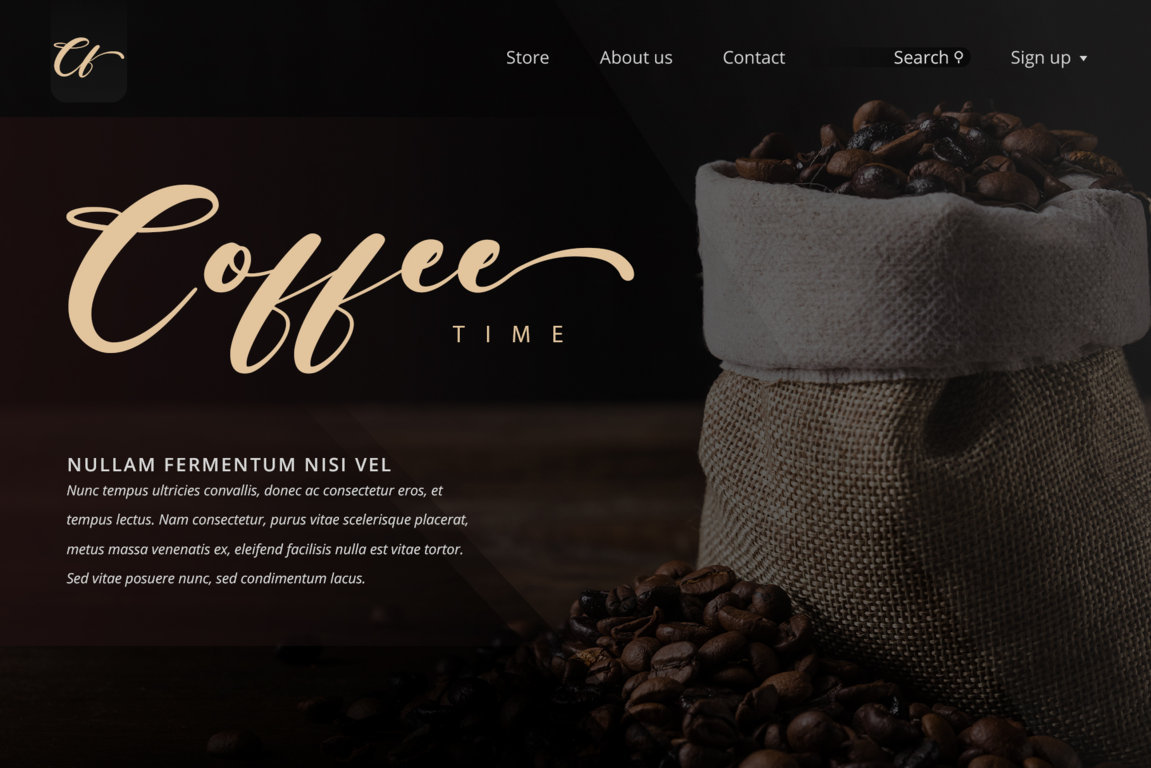 Cf
Store About us Contact Search Sign up
Coffee
TIME
NULLAM FERMENTUM NISI VEL
Nunc tempus ultricies convallis, donec ac consectetur eros, et
tempus lectus. Nam consectetur, purus vitae scelerisque placerat,
metus massa venenatis ex, eleifend facilisis nulla est vitae tortor.
Sed vitae posuere nunc, sed condimentum lacus.